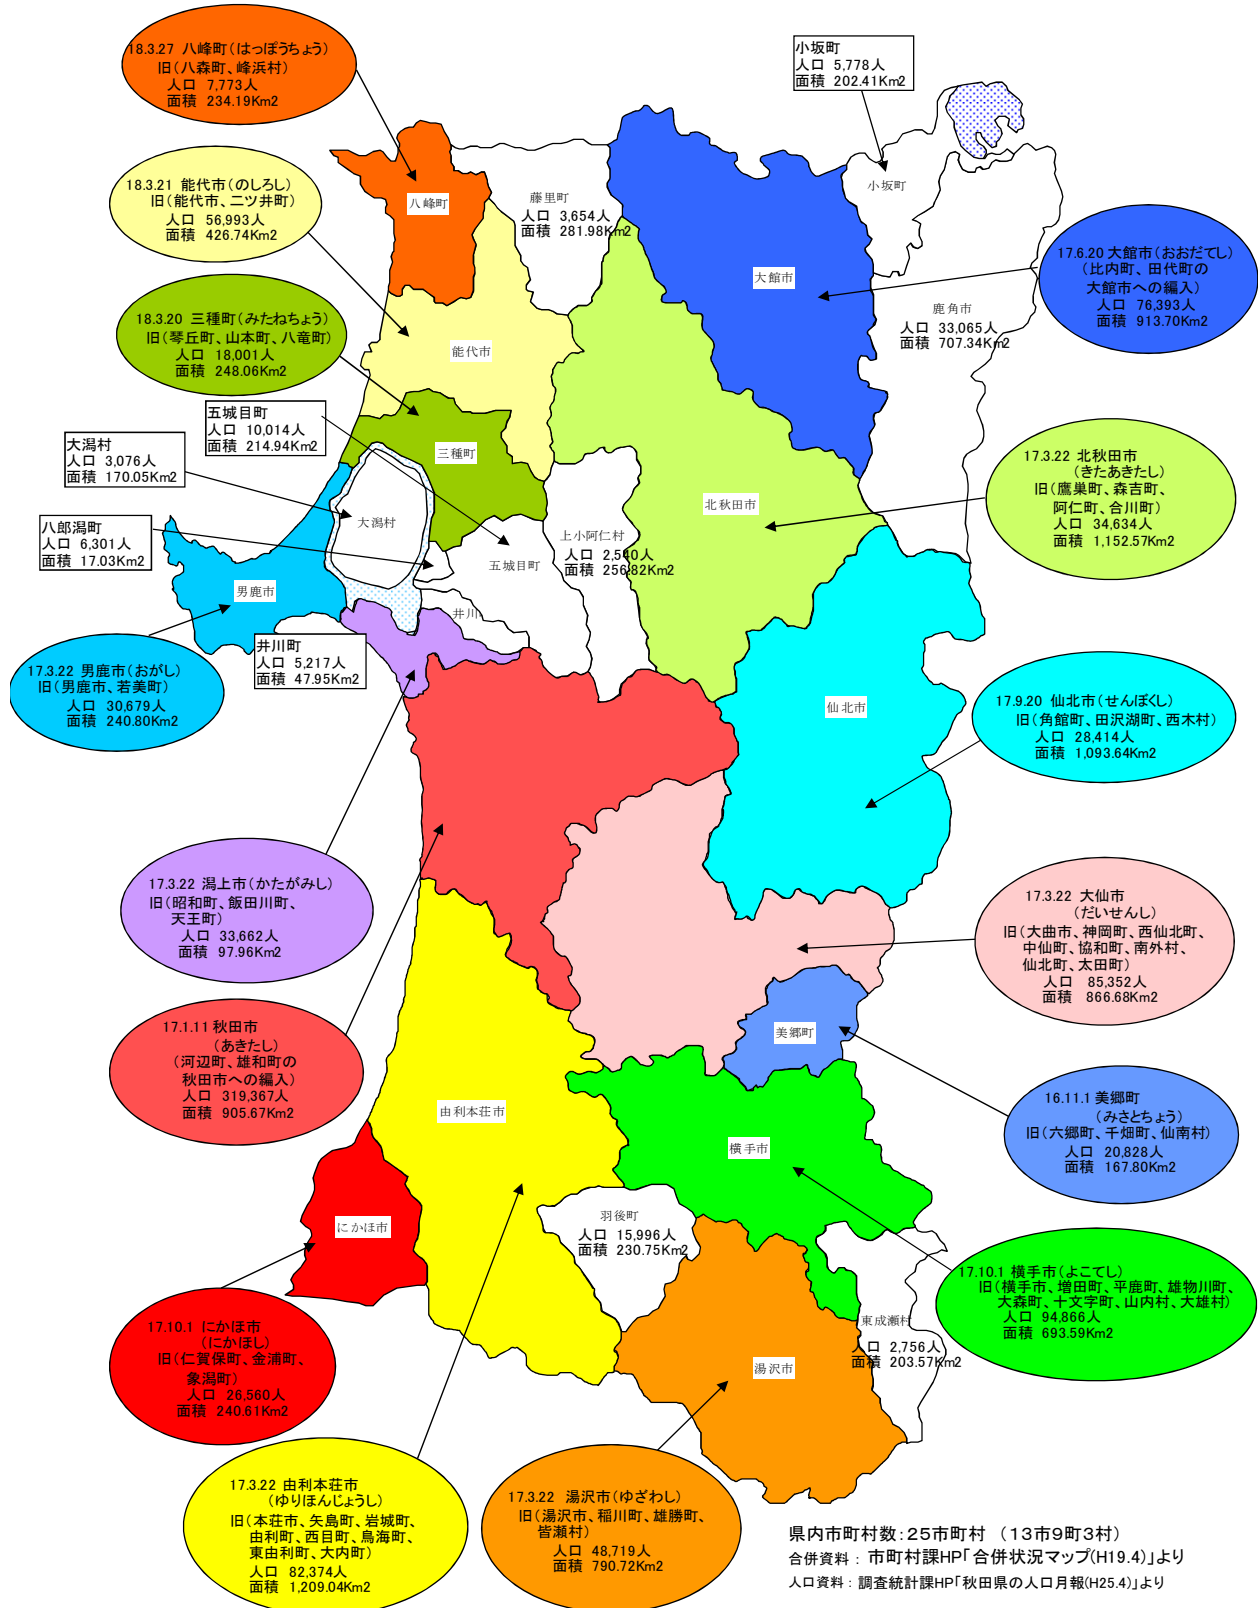 18.3.27 八峰町(はっぽうちょう)
旧(八森町、峰浜村)
人口 7,773人
面積 234.19Km2
小坂町
人口 5,778人
面積 202.41Km2
18.3.21 能代市(のしろし)
旧(能代市、二ツ井町)
人口 56,993人
面積 426.74Km2
八峰町
藤里町
人口 3,654人
面積 281.98Km2
小坂町
大館市
17.6.20 大館市(おおだてし)
(比内町、田代町の
大館市への編入)
人口 76,393人
面積 913.70Km2
18.3.20 三種町(みたねちょう)
旧(琴丘町、山本町、八竜町)
人口 18,001人
面積 248.06Km2
能代市
鹿角市
人口 33,065人
面積 707.34Km2
五城目町
人口 10,014人
面積 214.94Km2
大潟村
人口 3,076人
面積 170.05Km2
三種町
17.3.22 北秋田市
(きたあきたし)
旧(鷹巣町、森吉町、
阿仁町、合川町)
人口 34,634人
面積 1,152.57Km2
北秋田市
大潟村
八郎潟町
人口 6,301人
面積 17.03Km2
上小阿仁村
人口 2,540人
面積 256.82Km2
五城目町
男鹿市
井川
井川町
人口 5,217人
面積 47.95Km2
17.3.22 男鹿市(おがし)
旧(男鹿市、若美町)
人口 30,679人
面積 240.80Km2
仙北市
17.9.20 仙北市(せんぼくし)
旧(角館町、田沢湖町、西木村)
人口 28,414人
面積 1,093.64Km2
17.3.22 潟上市(かたがみし)
旧(昭和町、飯田川町、
天王町)
人口 33,662人
面積 97.96Km2
17.3.22 大仙市
(だいせんし)
旧(大曲市、神岡町、西仙北町、
中仙町、協和町、南外村、
仙北町、太田町)
人口 85,352人
面積 866.68Km2
17.1.11 秋田市
(あきたし)
(河辺町、雄和町の
秋田市への編入)
人口 319,367人
面積 905.67Km2
美郷町
16.11.1 美郷町
(みさとちょう)
旧(六郷町、千畑町、仙南村)
人口 20,828人
面積 167.80Km2
由利本荘市
横手市
にかほ市
羽後町
人口 15,996人
面積 230.75Km2
17.10.1 横手市(よこてし)
旧(横手市、増田町、平鹿町、雄物川町、
大森町、十文字町、山内村、大雄村)
人口 94,866人
面積 693.59Km2
17.10.1 にかほ市
(にかほし)
旧(仁賀保町、金浦町、
象潟町)
人口 26,560人
面積 240.61Km2
東成瀬村
人口 2,756人
面積 203.57Km2
湯沢市
17.3.22 由利本荘市
(ゆりほんじょうし)
旧(本荘市、矢島町、岩城町、
由利町、西目町、鳥海町、
東由利町、大内町)
人口 82,374人
面積 1,209.04Km2
17.3.22 湯沢市(ゆざわし)
旧(湯沢市、稲川町、雄勝町、
皆瀬村)
人口 48,719人
面積 790.72Km2
県内市町村数:25市町村 (13市9町3村)
合併資料: 市町村課HP「合併状況マップ(H19.4)」より
人口資料: 調査統計課HP「秋田県の人口月報(H25.4)」より